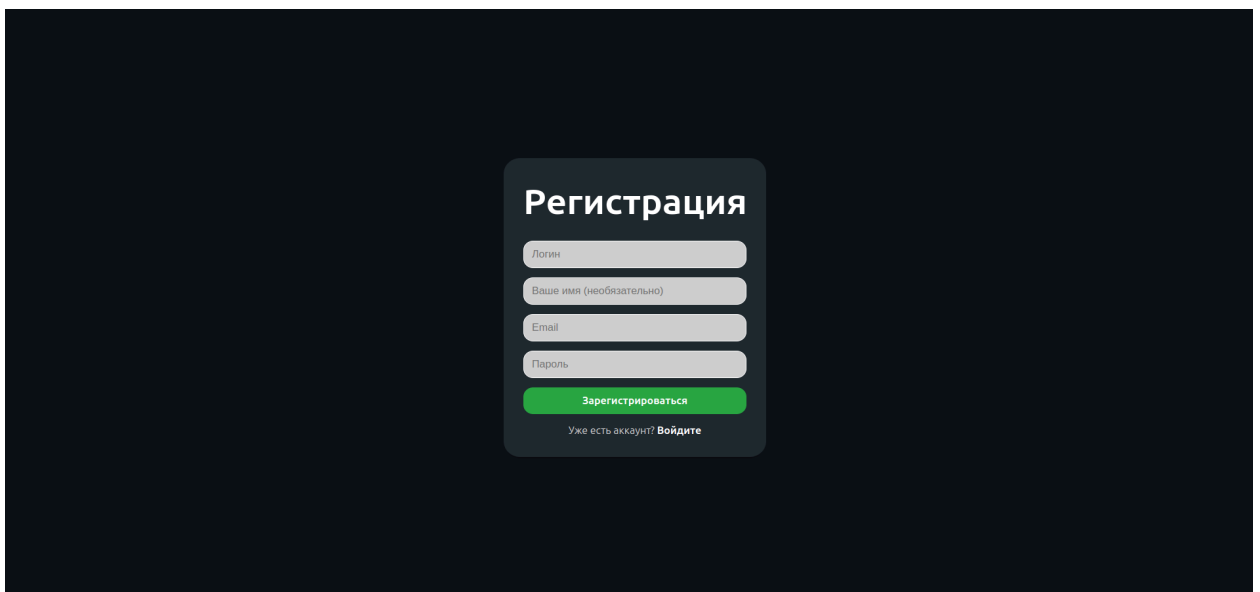 Регистрация
Логин
Ваше имя (необязательно)
Email
Пароль
Зарегистрироваться
Уже есть аккаунт? Войдите